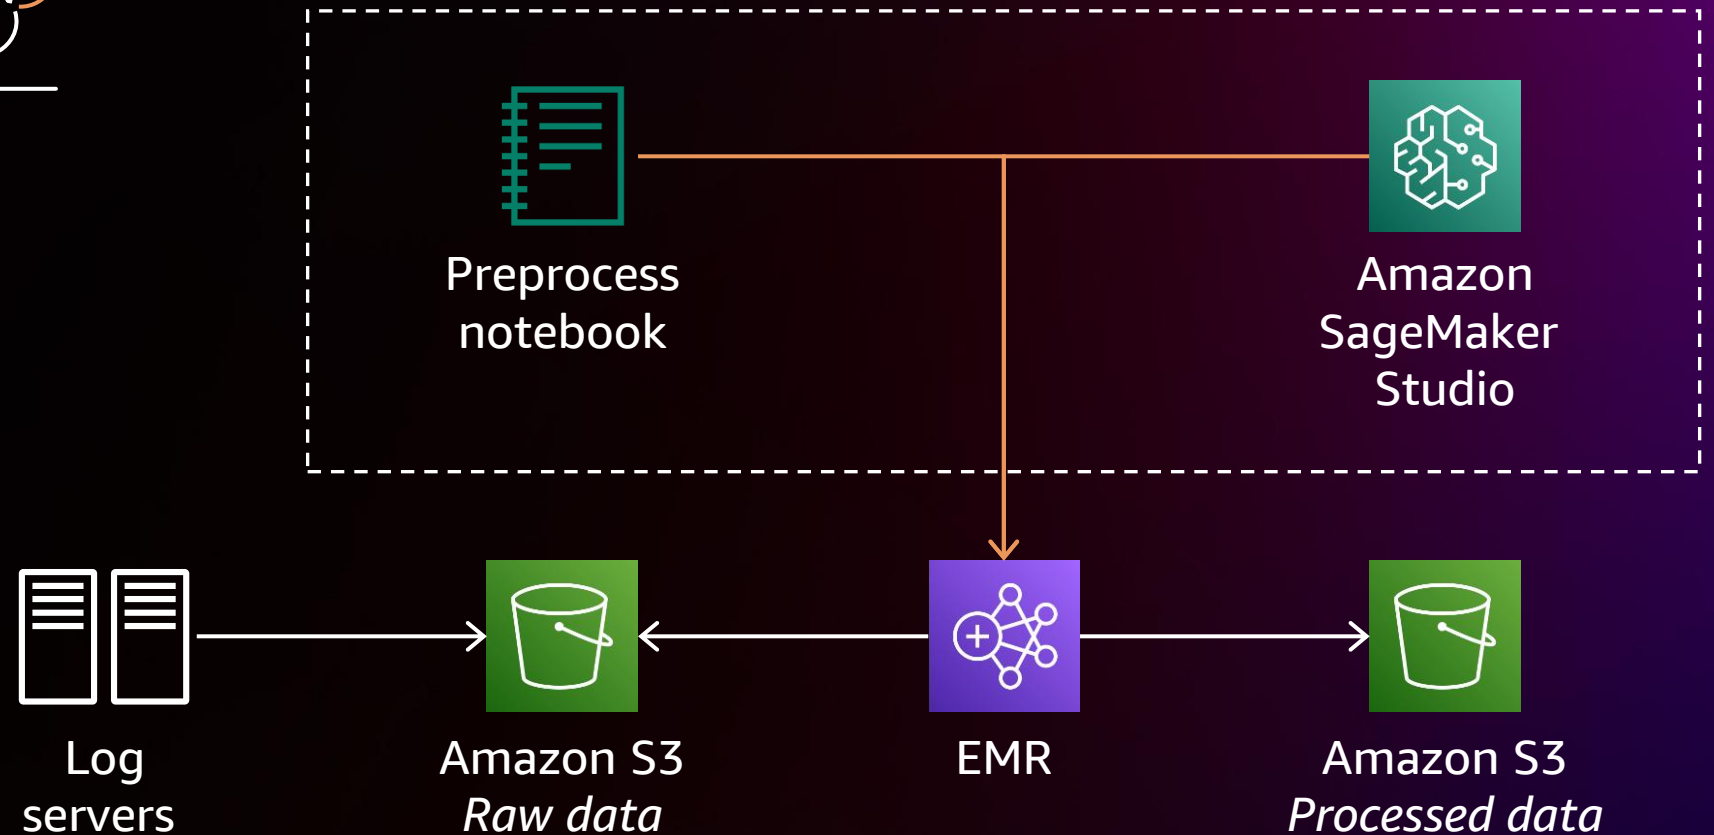 Preprocess
notebook
Amazon
SageMaker
Studio
Log
servers
Amazon S3
Raw data
EMR
Amazon S3
Processed data